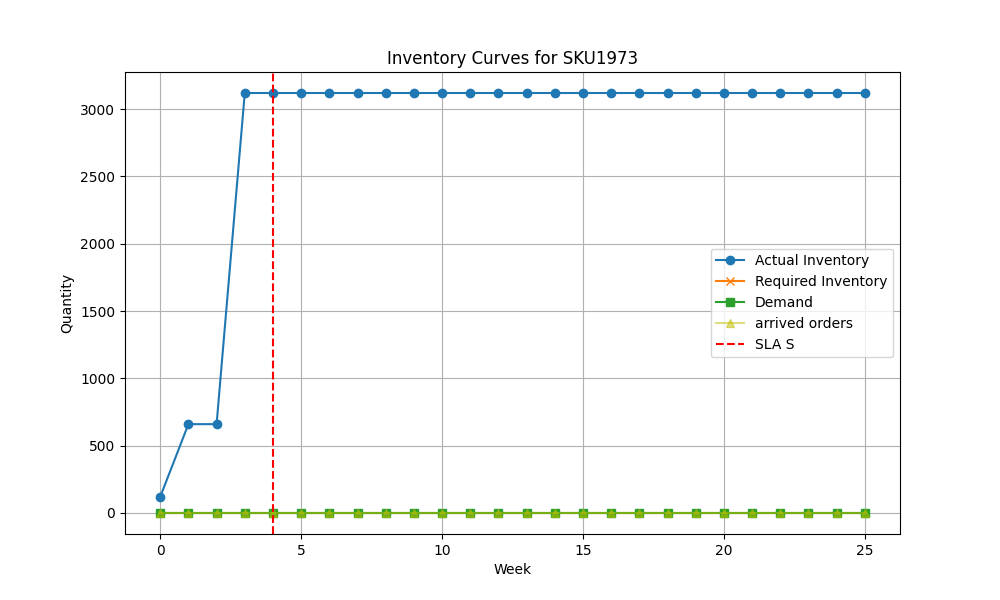 Inventory Curves for SKU1973
Quantity
3000
2500
2000
1500
1000
500
0
Actual Inventory
Required Inventory
Demand
arrived orders
SLA S
0 5 10 15 20 25
Week